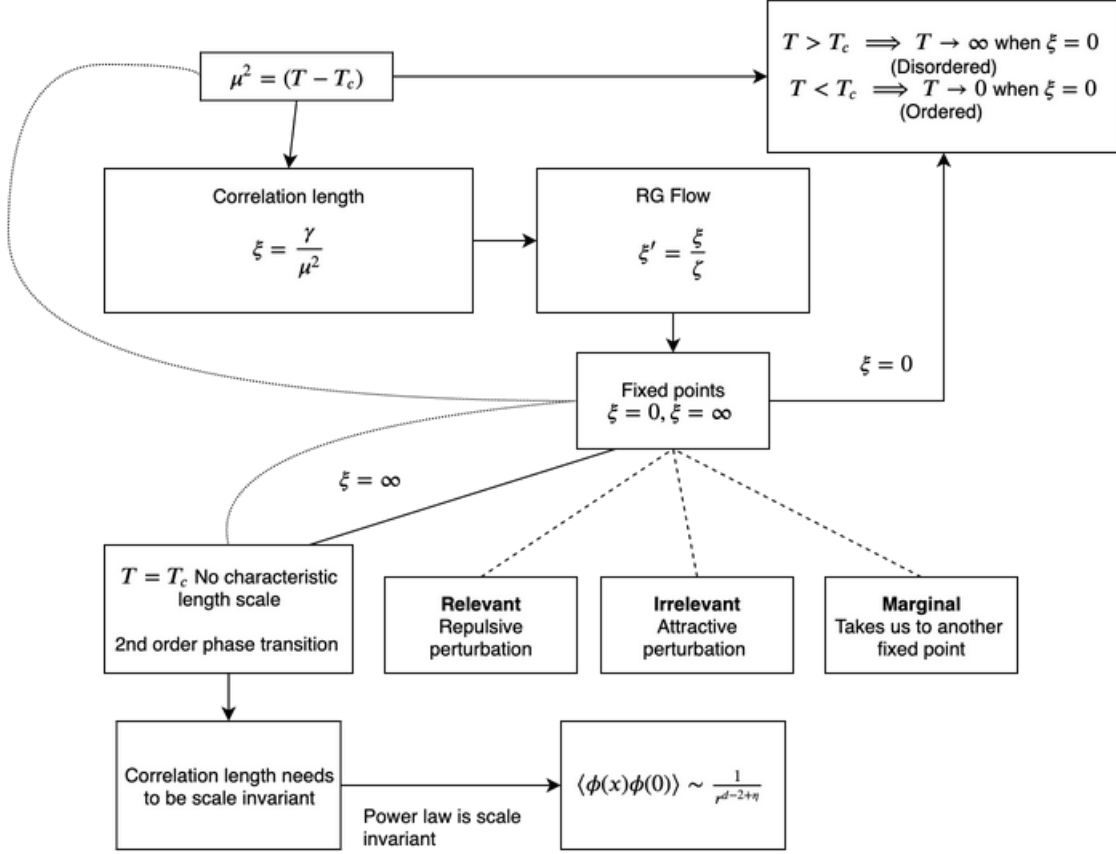 μ² = (T − T_c)
T > T_c ⟹ T → ∞ when ξ = 0
(Disordered)
T < T_c ⟹ T → 0 when ξ = 0
(Ordered)
Correlation length
ξ = γ / μ²
RG Flow
ξ′ = ξ / ζ
Fixed points
ξ = 0, ξ = ∞
ξ = 0
ξ = ∞
T = T_c No characteristic
length scale
2nd order phase transition
Relevant
Repulsive
perturbation
Irrelevant
Attractive
perturbation
Marginal
Takes us to another
fixed point
Correlation length needs
to be scale invariant
Power law is scale
invariant
⟨ϕ(x)ϕ(0)⟩ ∼ 1 / r^{d−2+η}